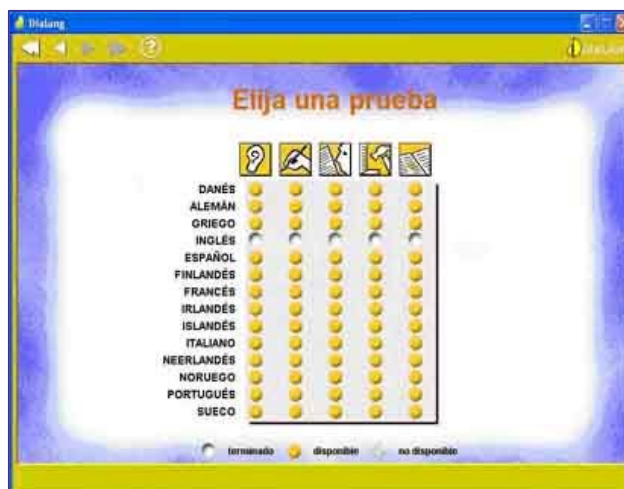 Dialang
Elija una prueba
DANÉS
ALEMÁN
GRIEGO
INGLÉS
ESPAÑOL
FINLANDÉS
FRANCÉS
IRLANDÉS
ISLANDÉS
ITALIANO
NEERLANDÉS
NORUEGO
PORTUGUÉS
SUECO
terminado disponible no disponible